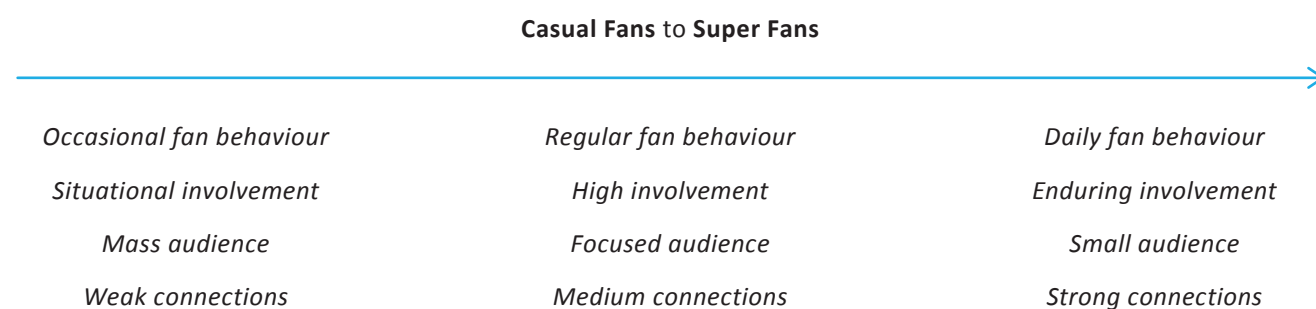 Casual Fans to Super Fans
Occasional fan behaviour Regular fan behaviour Daily fan behaviour
Situational involvement High involvement Enduring involvement
Mass audience Focused audience Small audience
Weak connections Medium connections Strong connections